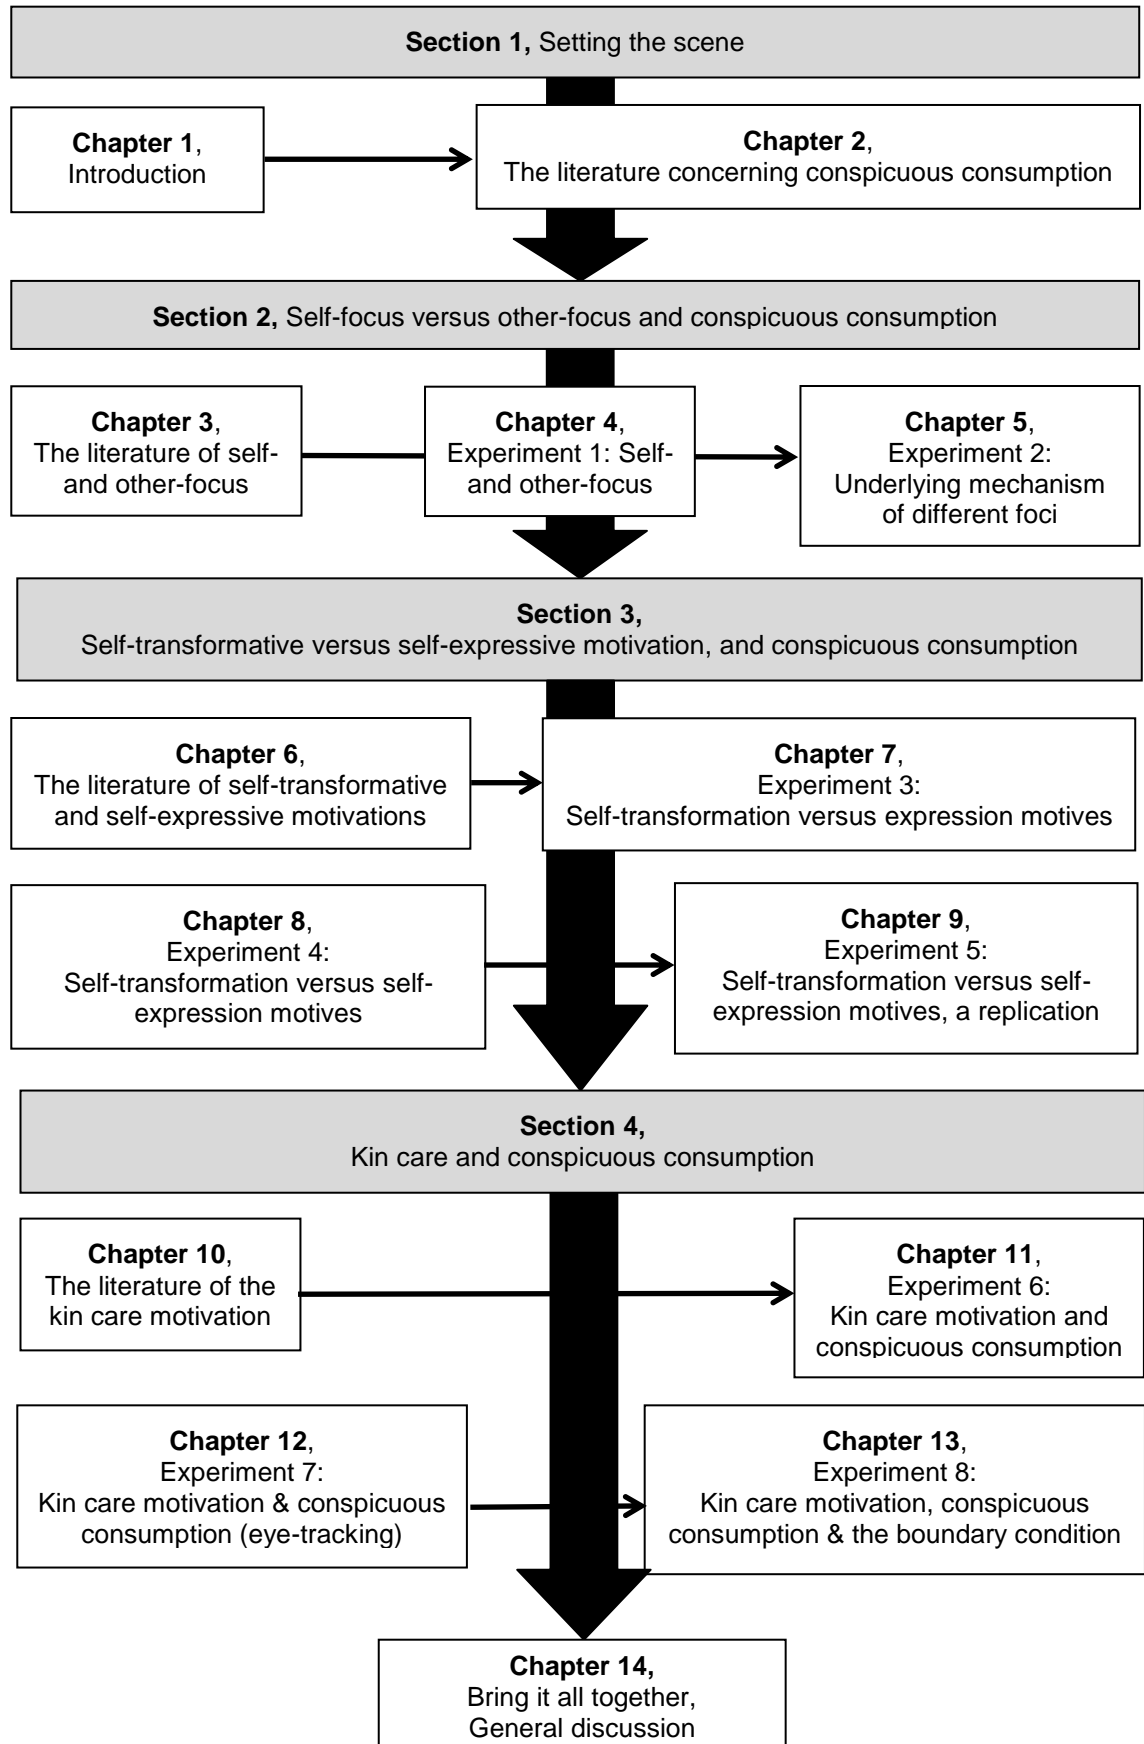 Section 1, Setting the scene
Chapter 1,
Introduction
Chapter 2,
The literature concerning conspicuous consumption
Section 2, Self-focus versus other-focus and conspicuous consumption
Chapter 3,
The literature of self-
and other-focus
Chapter 4,
Experiment 1: Self-
and other-focus
Chapter 5,
Experiment 2:
Underlying mechanism
of different foci
Section 3,
Self-transformative versus self-expressive motivation, and conspicuous consumption
Chapter 6,
The literature of self-transformative
and self-expressive motivations
Chapter 7,
Experiment 3:
Self-transformation versus expression motives
Chapter 8,
Experiment 4:
Self-transformation versus self-
expression motives
Chapter 9,
Experiment 5:
Self-transformation versus self-
expression motives, a replication
Section 4,
Kin care and conspicuous consumption
Chapter 10,
The literature of the
kin care motivation
Chapter 11,
Experiment 6:
Kin care motivation and
conspicuous consumption
Chapter 12,
Experiment 7:
Kin care motivation & conspicuous
consumption (eye-tracking)
Chapter 13,
Experiment 8:
Kin care motivation, conspicuous
consumption & the boundary condition
Chapter 14,
Bring it all together,
General discussion